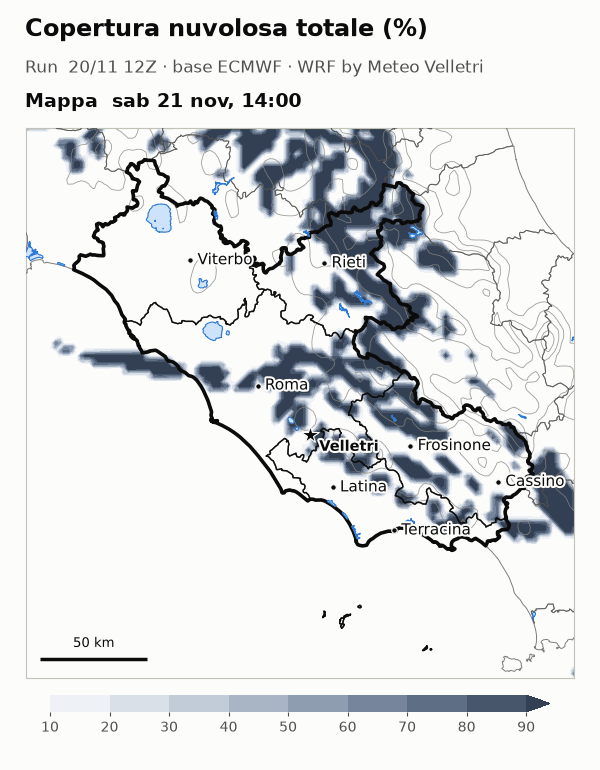 Copertura nuvolosa totale (%)
Run 20/11 12Z · base ECMWF · WRF by Meteo Velletri
Mappa sab 21 nov, 14:00
Viterbo
Rieti
Roma
Velletri
Frosinone
Latina
Cassino
Terracina
50 km
10 20 30 40 50 60 70 80 90